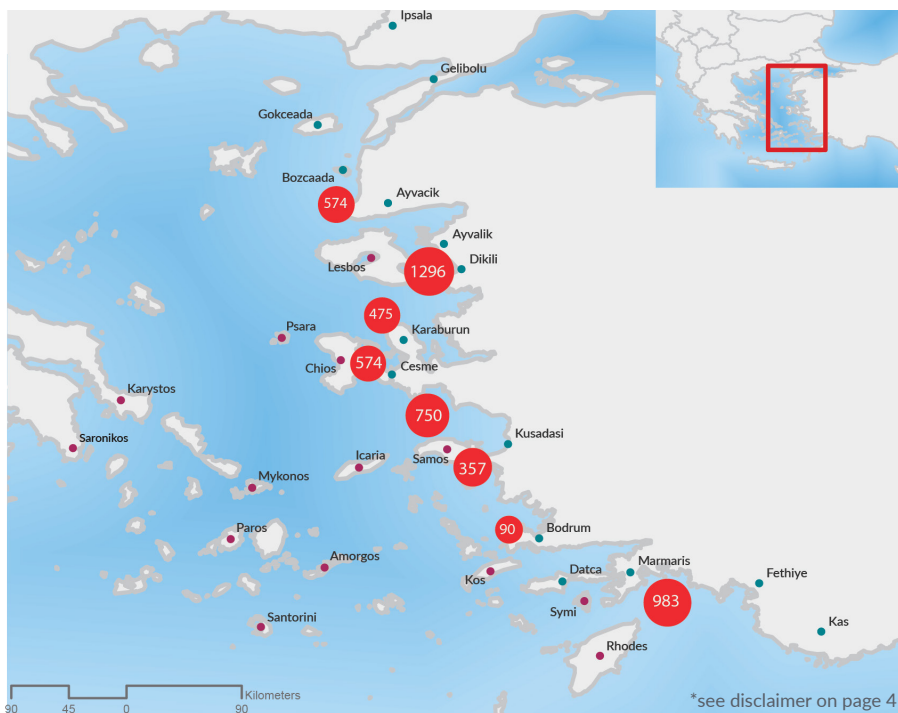 Ipsala
Gelibolu
Gokceada
Bozcaada
574
Ayvacik
Ayvalik
Lesbos
1296
Dikili
475
Psara
Karaburun
Chios
574
Cesme
Karystos
750
Saronikos
Kusadasi
Samos
Icaria
357
Mykonos
90
Bodrum
Paros
Amorgos
Kos
Datca
Marmaris
Fethiye
Symi
983
Santorini
Kas
Rhodes
Kilometers
90 45 0 90
*see disclaimer on page 4